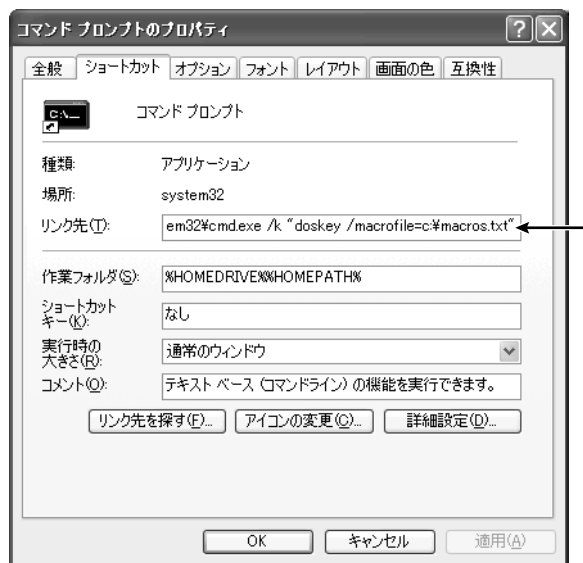 コマンド プロンプトのプロパティ
全般 ショートカット オプション フォント レイアウト 画面の色 互換性
C:\_
コマンド プロンプト
種類: アプリケーション
場所: system32
リンク先(T): em32¥cmd.exe /k "doskey /macrofile=c:¥macros.txt"
作業フォルダ(S): %HOMEDRIVE%%HOMEPATH%
ショートカット
キー(K): なし
実行時の
大きさ(R): 通常のウィンドウ
コメント(O): テキスト ベース (コマンドライン) の機能を実行できます。
リンク先を探す(F)... アイコンの変更(C)... 詳細設定(D)...
OK キャンセル 適用(A)